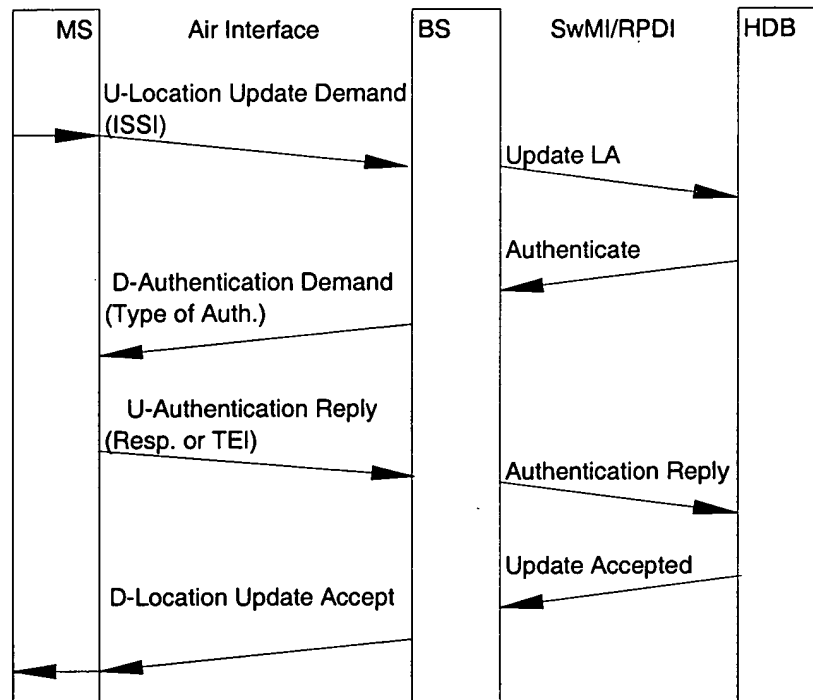 MS Air Interface BS SwMI/RPDI HDB
U-Location Update Demand
(ISSI)
Update LA
Authenticate
D-Authentication Demand
(Type of Auth.)
U-Authentication Reply
(Resp. or TEI)
Authentication Reply
Update Accepted
D-Location Update Accept